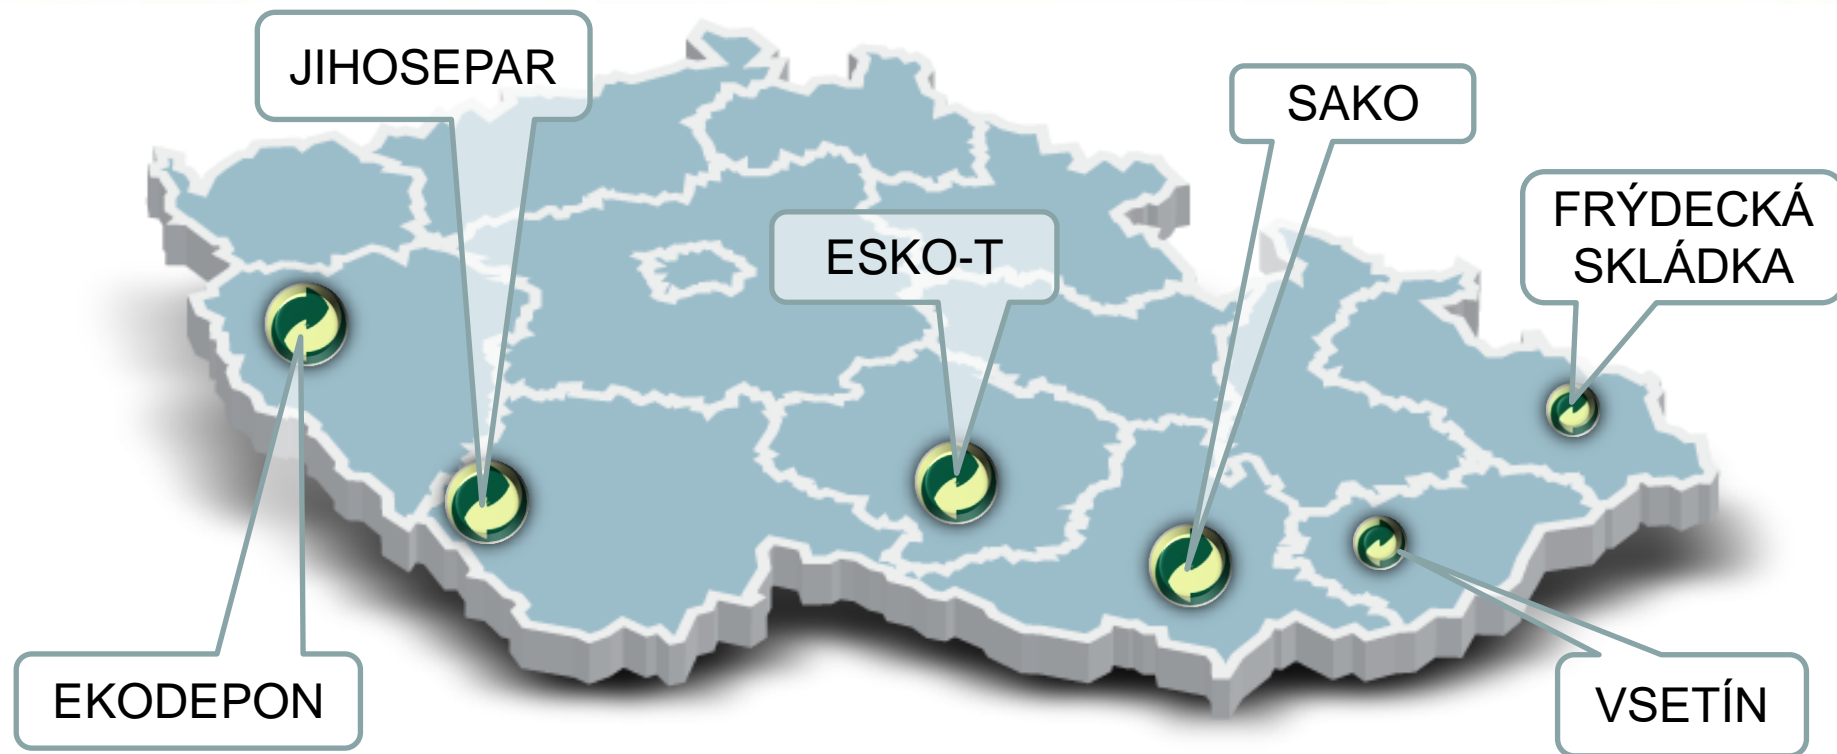 JIHOSEPAR
SAKO
FRÝDECKÁ
SKLÁDKA
ESKO-T
EKODEPON
VSETÍN